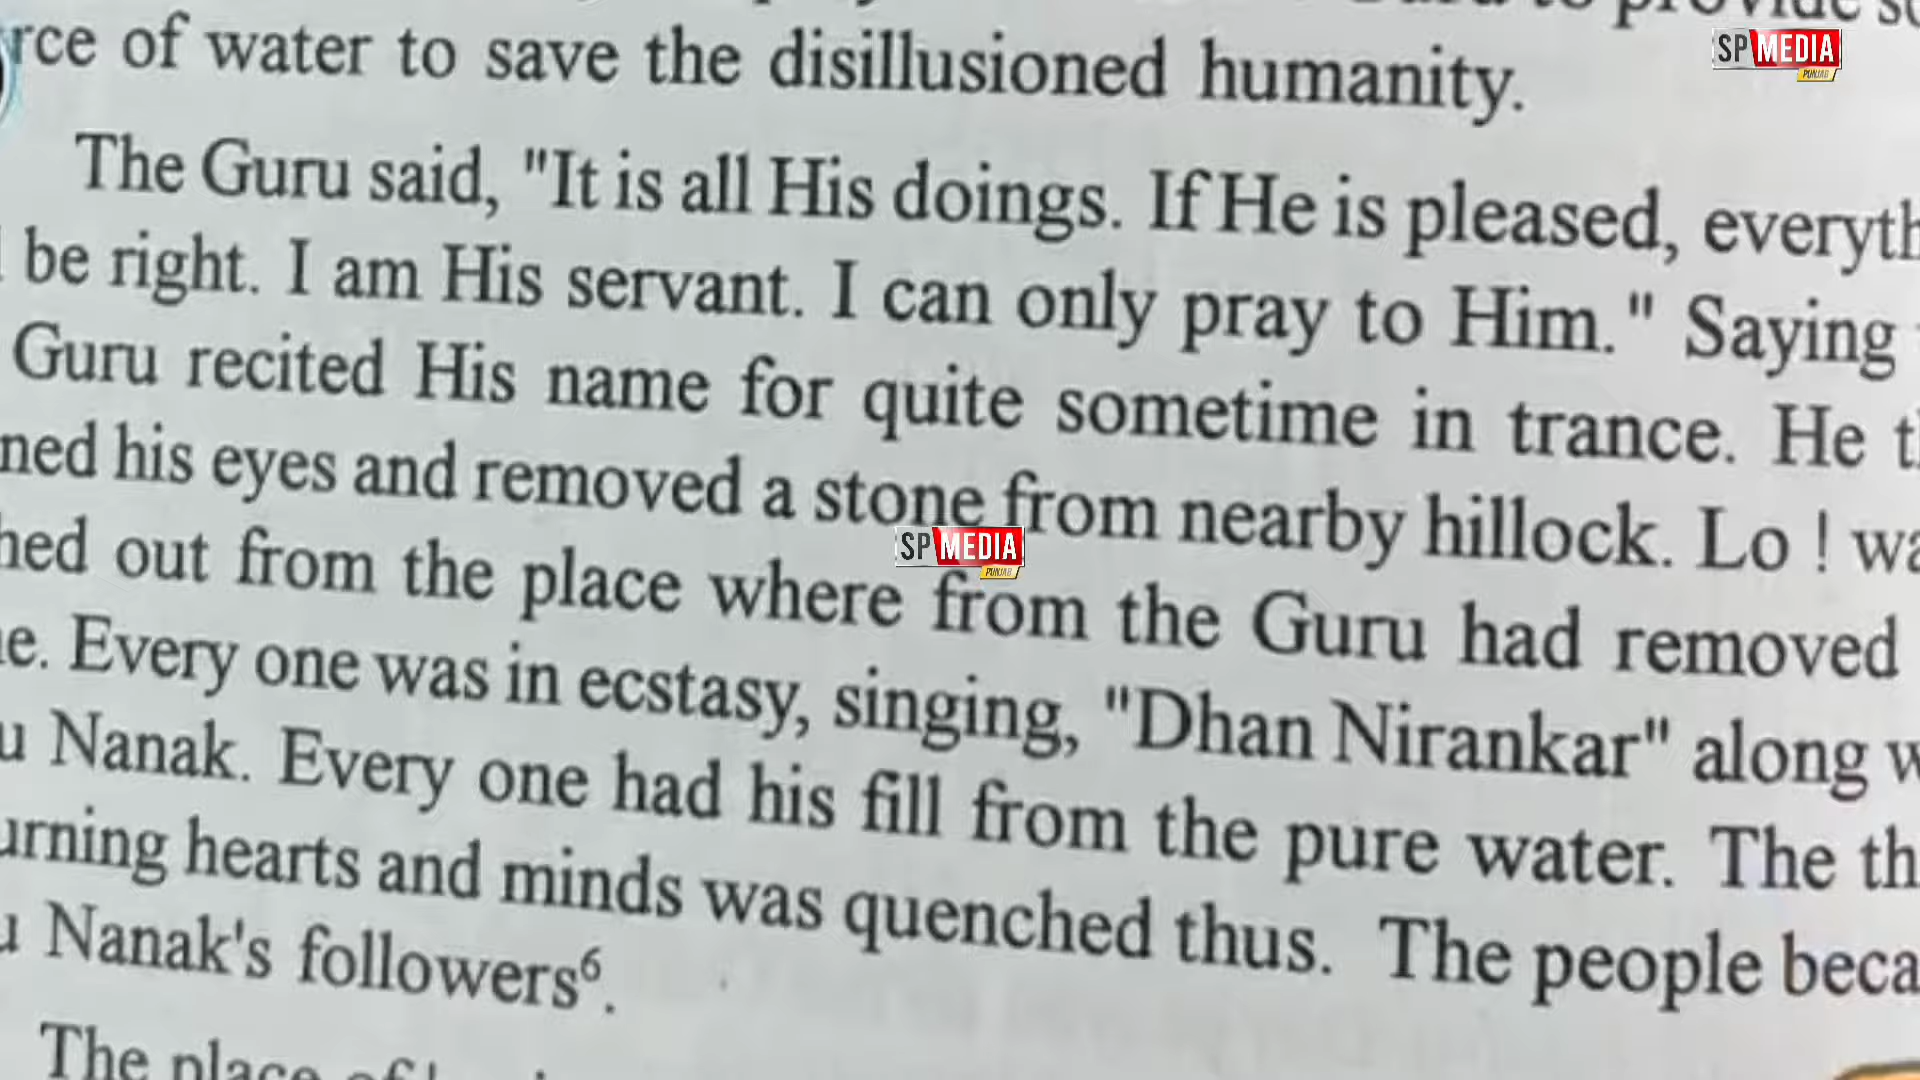 rce of water to save the disillusioned humanity.
The Guru said, "It is all His doings. If He is pleased, everyth
be right. I am His servant. I can only pray to Him." Saying
Guru recited His name for quite sometime in trance. He
ned his eyes and removed a stone from nearby hillock. Lo ! wa
hed out from the place where from the Guru had removed
e. Every one was in ecstasy, singing, "Dhan Nirankar" along w
u Nanak. Every one had his fill from the pure water. The th
urning hearts and minds was quenched thus. The people beca
u Nanak's followers⁶.
The place of
SP MEDIA
PUNJAB
SP MEDIA
PUNJAB